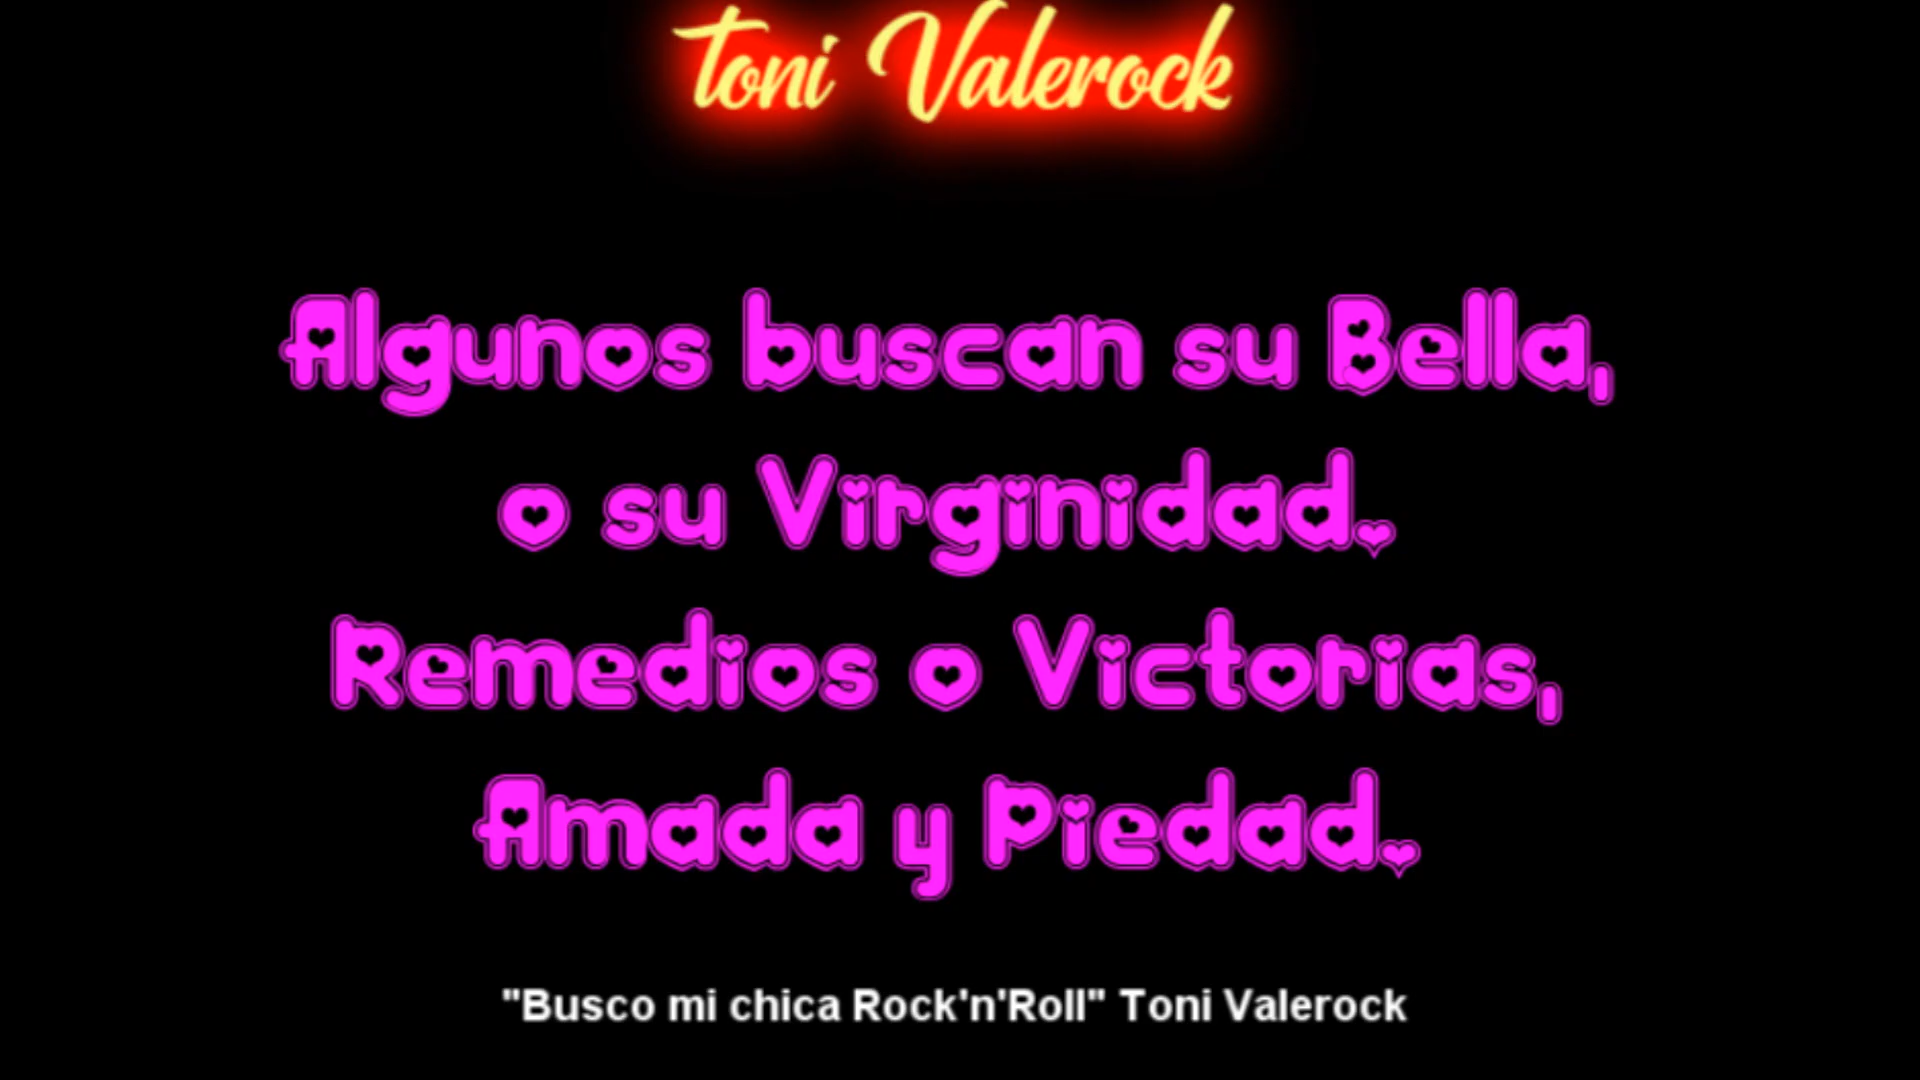 Toni Valerock
Algunos buscan su Bella,
o su Virginidad.
Remedios o Victorias,
Amada y Piedad.
"Busco mi chica Rock'n'Roll" Toni Valerock